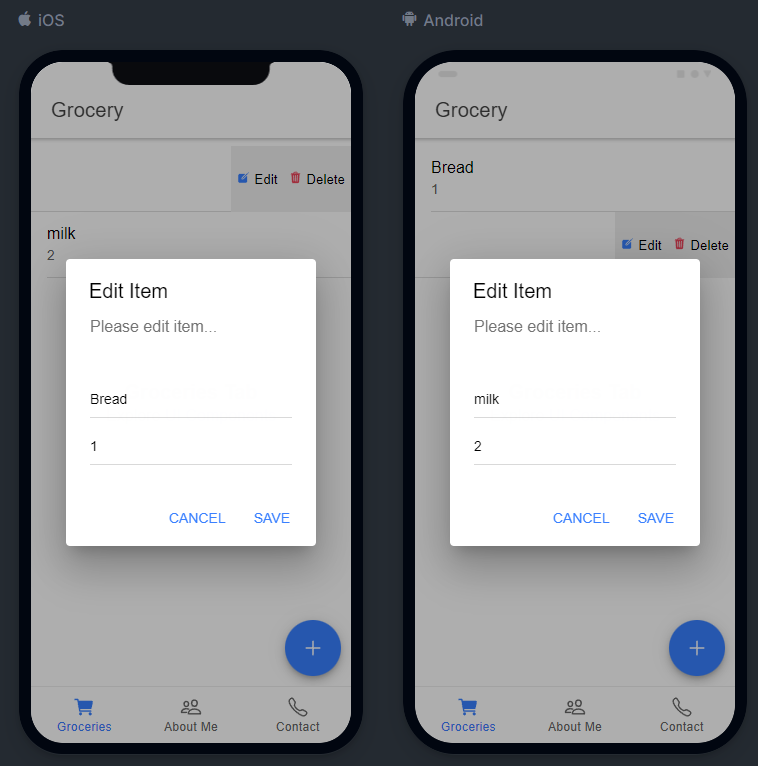 iOS
Grocery
Edit Delete
milk
2
Edit Item
Please edit item...
Bread
1
CANCEL SAVE
Groceries About Me Contact
Android
Grocery
Bread
1
Edit Delete
Edit Item
Please edit item...
milk
2
CANCEL SAVE
Groceries About Me Contact